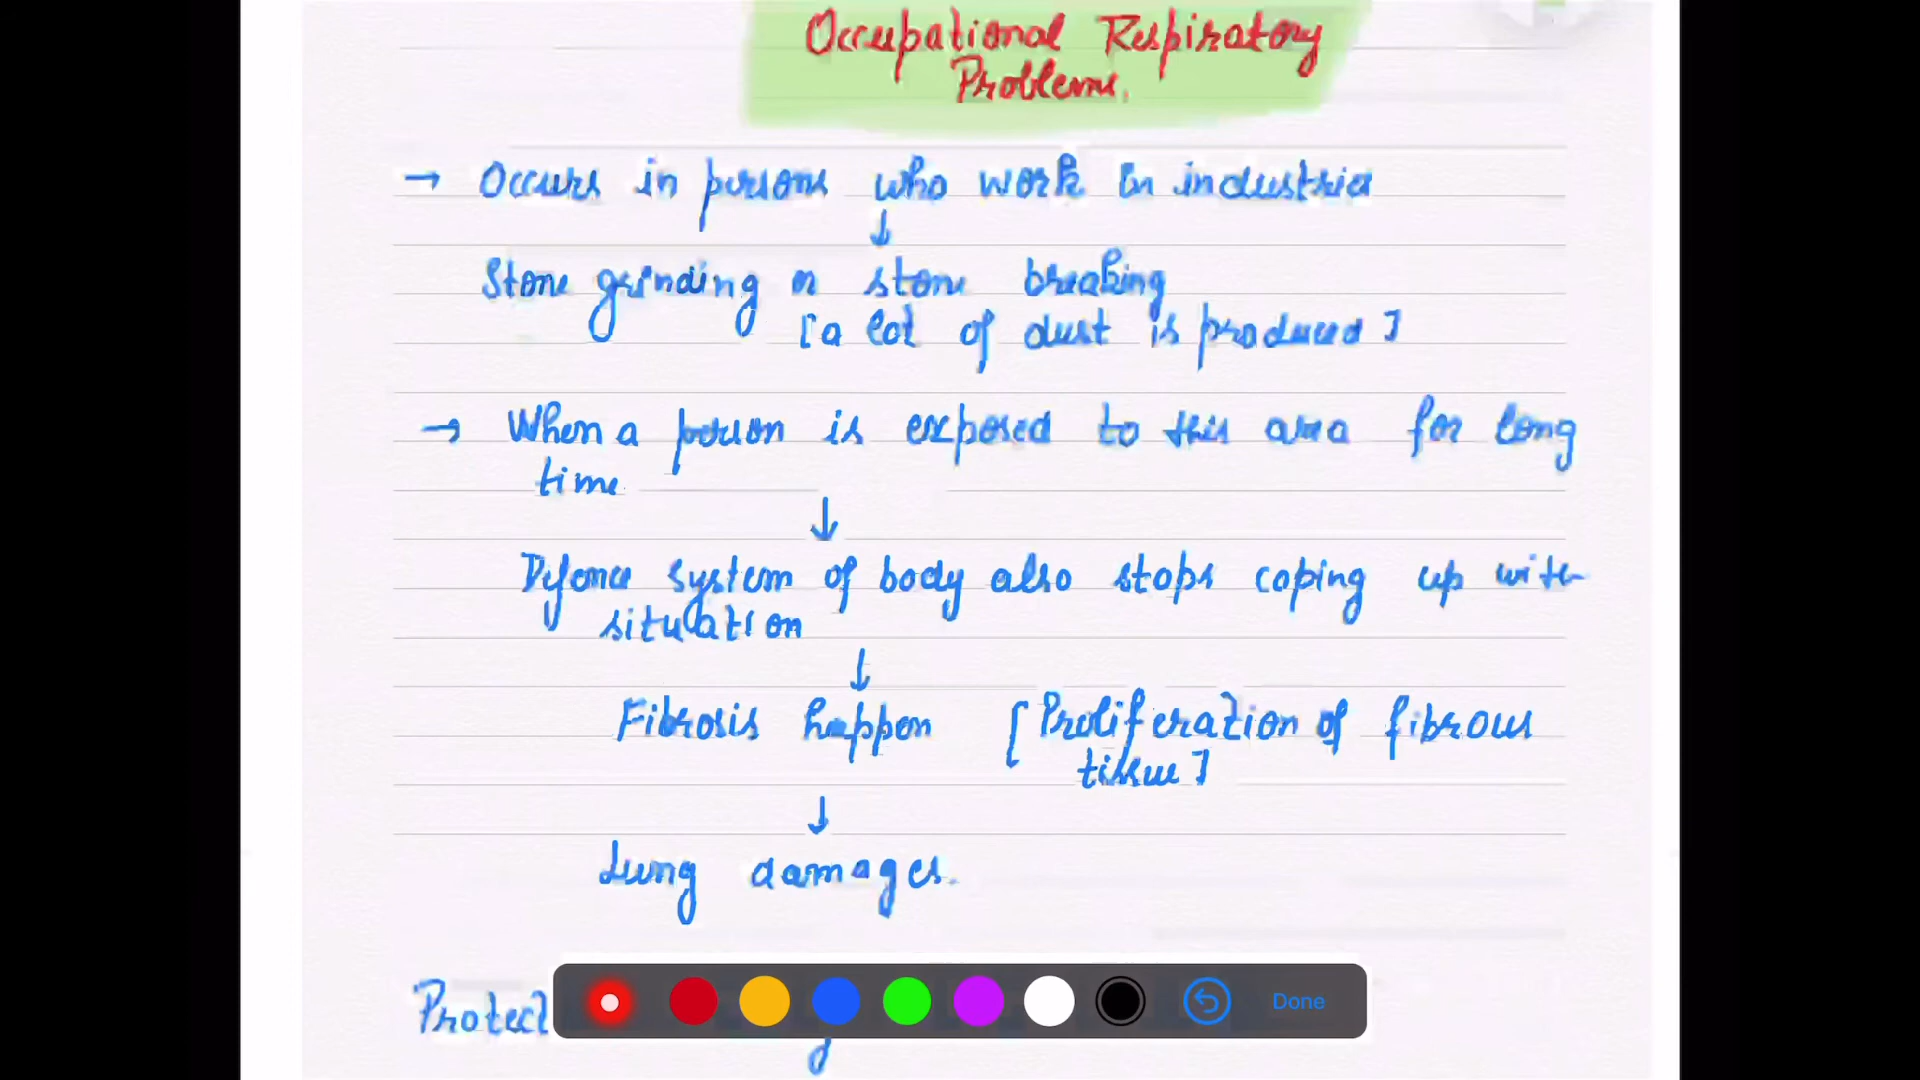 Occupational Respiratory
Problems.
→ Occurs in persons who work in industries
↓
Stone grinding or stone breaking
[a lot of dust is produced]
→ When a person is exposed to this area for long
time.
↓
Defence system of body also stops coping up with
situation
↓
Fibrosis happen [Proliferation of fibrous
tissue]
↓
Lung damages.
Protect
Done